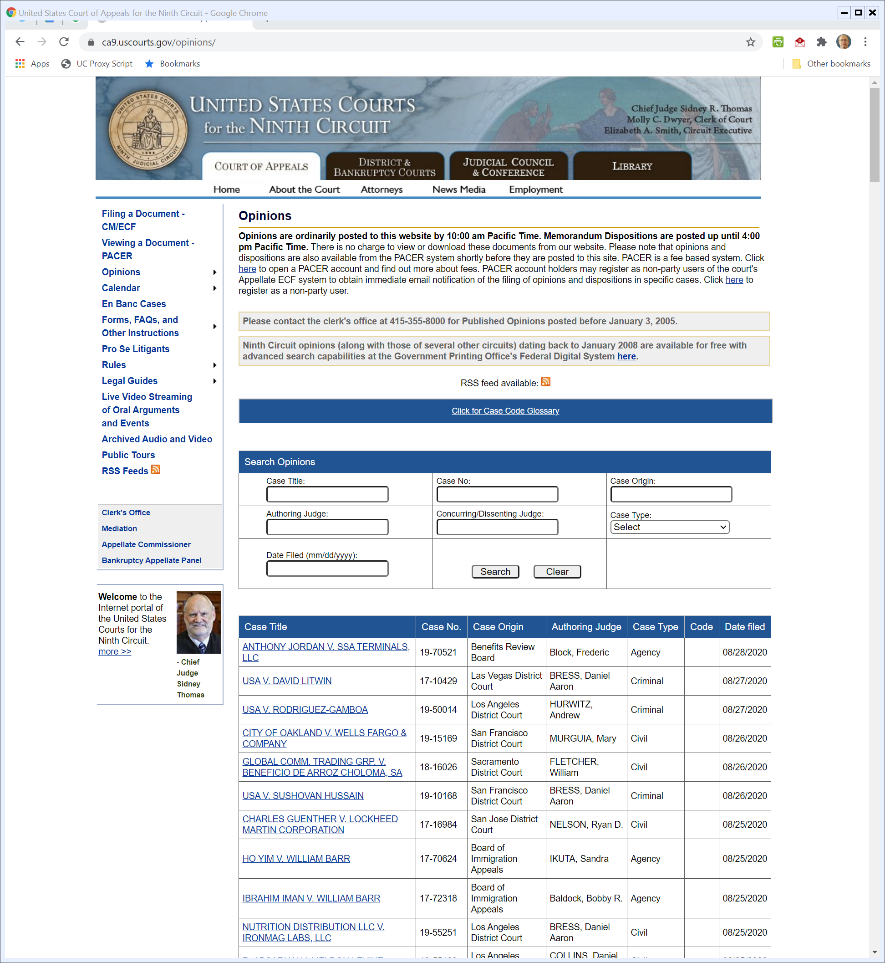 United States Court of Appeals for the Ninth Circuit - Google Chrome
ca9.uscourts.gov/opinions/
Apps UC Proxy Script Bookmarks Other bookmarks
UNITED STATES COURTS
for the NINTH CIRCUIT
Chief Judge Sidney R. Thomas
Molly C. Dwyer, Clerk of Court
Elizabeth A. Smith, Circuit Executive
COURT OF APPEALS
DISTRICT &
BANKRUPTCY COURTS
JUDICIAL COUNCIL
& CONFERENCE
LIBRARY
Home About the Court Attorneys News Media Employment
Filing a Document -
CM/ECF
Viewing a Document -
PACER
Opinions
Calendar
En Banc Cases
Forms, FAQs, and
Other Instructions
Pro Se Litigants
Rules
Legal Guides
Live Video Streaming
of Oral Arguments
and Events
Archived Audio and Video
Public Tours
RSS Feeds
Clerk's Office
Mediation
Appellate Commissioner
Bankruptcy Appellate Panel
Welcome to the
Internet portal of
the United States
Courts for the
Ninth Circuit.
more >>
- Chief
Judge
Sidney
Thomas
Opinions
Opinions are ordinarily posted to this website by 10:00 am Pacific Time. Memorandum Dispositions are posted up until 4:00
pm Pacific Time. There is no charge to view or download these documents from our website. Please note that opinions and
dispositions are also available from the PACER system shortly before they are posted to this site. PACER is a fee based system. Click
here to open a PACER account and find out more about fees. PACER account holders may register as non-party users of the court's
Appellate ECF system to obtain immediate email notification of the filing of opinions and dispositions in specific cases. Click here to
register as a non-party user.
Please contact the clerk's office at 415-355-8000 for Published Opinions posted before January 3, 2005.
Ninth Circuit opinions (along with those of several other circuits) dating back to January 2008 are available for free with
advanced search capabilities at the Government Printing Office's Federal Digital System here.
RSS feed available:
Click for Case Code Glossary
Search Opinions
Case Title: Case No: Case Origin:
Authoring Judge: Concurring/Dissenting Judge: Case Type:
Select
Date Filed (mm/dd/yyyy):
Search Clear
Case Title Case No. Case Origin Authoring Judge Case Type Code Date filed
ANTHONY JORDAN V. SSA TERMINALS, LLC 19-70521 Benefits Review Board Block, Frederic Agency 08/28/2020
USA V. DAVID LITWIN 17-10429 Las Vegas District Court BRESS, Daniel Aaron Criminal 08/27/2020
USA V. RODRIGUEZ-GAMBOA 19-50014 Los Angeles District Court HURWITZ, Andrew Criminal 08/27/2020
CITY OF OAKLAND V. WELLS FARGO & COMPANY 19-15169 San Francisco District Court MURGUIA, Mary Civil 08/26/2020
GLOBAL COMM. TRADING GRP. V. BENEFICIO DE ARROZ CHOLOMA, SA 18-16026 Sacramento District Court FLETCHER, William Civil 08/26/2020
USA V. SUSHOVAN HUSSAIN 19-10168 San Francisco District Court BRESS, Daniel Aaron Criminal 08/26/2020
CHARLES GUENTHER V. LOCKHEED MARTIN CORPORATION 17-16984 San Jose District Court NELSON, Ryan D. Civil 08/25/2020
HO YIM V. WILLIAM BARR 17-70624 Board of Immigration Appeals IKUTA, Sandra Agency 08/25/2020
IBRAHIM IMAN V. WILLIAM BARR 17-72318 Board of Immigration Appeals Baldock, Bobby R. Agency 08/25/2020
NUTRITION DISTRIBUTION LLC V. IRONMAG LABS, LLC 19-55251 Los Angeles District Court BRESS, Daniel Aaron Civil 08/25/2020
Los Angeles COLLINS, Daniel